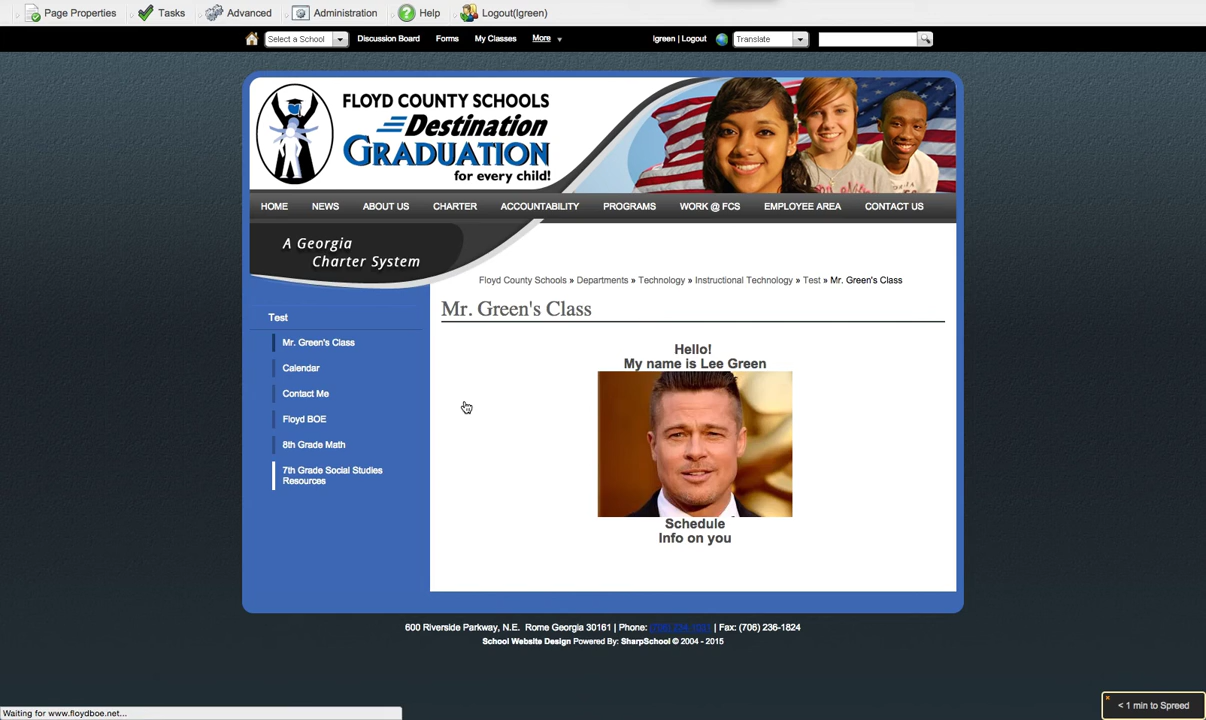 Page Properties Tasks Advanced Administration Help Logout(lgreen)
Select a School Discussion Board Forms My Classes More lgreen | Logout Translate
FLOYD COUNTY SCHOOLS
Destination
GRADUATION
for every child!
HOME NEWS ABOUT US CHARTER ACCOUNTABILITY PROGRAMS WORK @ FCS EMPLOYEE AREA CONTACT US
A Georgia
Charter System
Floyd County Schools » Departments » Technology » Instructional Technology » Test » Mr. Green's Class
Test
Mr. Green's Class
Calendar
Contact Me
Floyd BOE
8th Grade Math
7th Grade Social Studies
Resources
Mr. Green's Class
Hello!
My name is Lee Green
Schedule
Info on you
600 Riverside Parkway, N.E. Rome Georgia 30161 | Phone: | Fax: (706) 236-1824
School Website Design Powered By: SharpSchool © 2004 - 2015
Waiting for www.floydboe.net...
< 1 min to Spreed